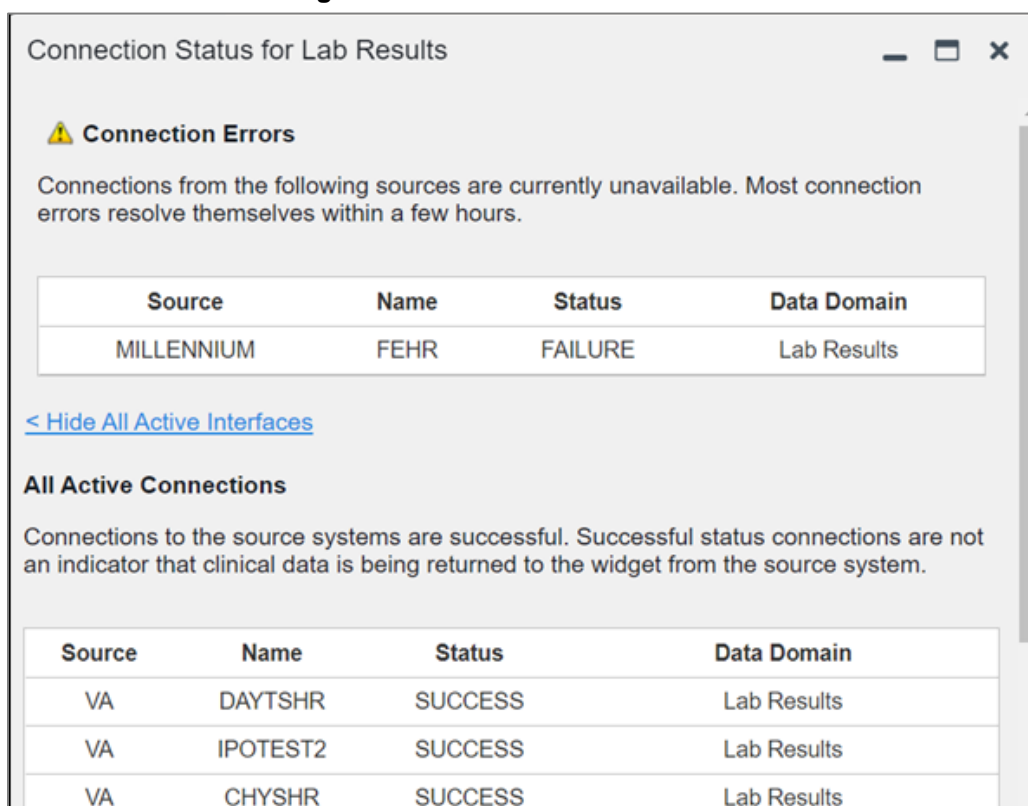 Connection Status for Lab Results
Connection Errors
Connections from the following sources are currently unavailable. Most connection
errors resolve themselves within a few hours.
Source Name Status Data Domain
MILLENNIUM FEHR FAILURE Lab Results
< Hide All Active Interfaces
All Active Connections
Connections to the source systems are successful. Successful status connections are not
an indicator that clinical data is being returned to the widget from the source system.
Source Name Status Data Domain
VA DAYTSHR SUCCESS Lab Results
VA IPOTEST2 SUCCESS Lab Results
VA CHYSHR SUCCESS Lab Results